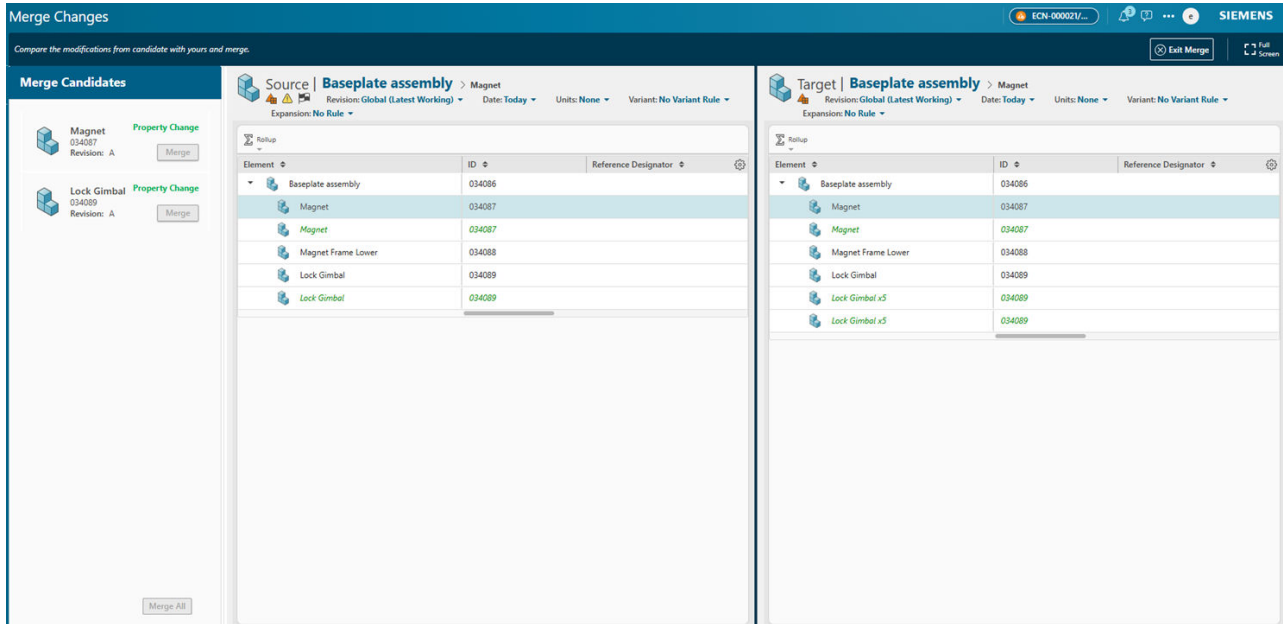 Merge Changes
ECN-000021/...
3
e
SIEMENS
Compare the modifications from candidate with yours and merge.
Exit Merge
Full Screen
Merge Candidates
Magnet
Property Change
034087
Revision: A
Merge
Lock Gimbal
Property Change
034089
Revision: A
Merge
Merge All
Source | Baseplate assembly > Magnet
Revision: Global (Latest Working) Date: Today Units: None Variant: No Variant Rule
Expansion: No Rule
Rollup
Element ID Reference Designator
Baseplate assembly 034086
Magnet 034087
Magnet 034087
Magnet Frame Lower 034088
Lock Gimbal 034089
Lock Gimbal 034089
Target | Baseplate assembly > Magnet
Revision: Global (Latest Working) Date: Today Units: None Variant: No Variant Rule
Expansion: No Rule
Rollup
Element ID Reference Designator
Baseplate assembly 034086
Magnet 034087
Magnet 034087
Magnet Frame Lower 034088
Lock Gimbal 034089
Lock Gimbal x5 034089
Lock Gimbal x5 034089